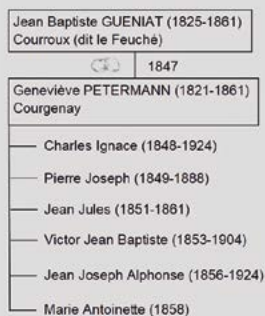 Jean Baptiste GUENIAT (1825-1861)
Courroux (dit le Feuché)
1847
Geneviève PETERMANN (1821-1861)
Courgenay
Charles Ignace (1848-1924)
Pierre Joseph (1849-1888)
Jean Jules (1851-1861)
Victor Jean Baptiste (1853-1904)
Jean Joseph Alphonse (1856-1924)
Marie Antoinette (1858)